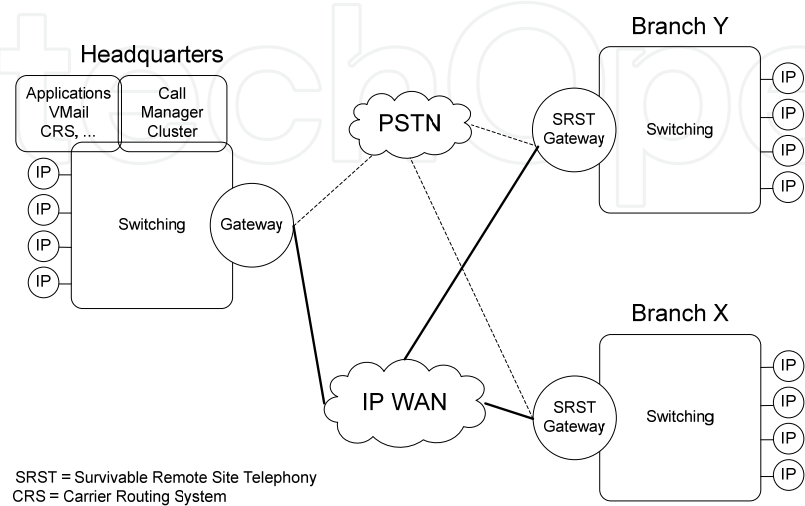 Headquarters
Applications
VMail
CRS, ...
Call
Manager
Cluster
IP
IP
IP
IP
Switching
Gateway
PSTN
IP WAN
Branch Y
SRST
Gateway
Switching
IP
IP
IP
IP
Branch X
SRST
Gateway
Switching
IP
IP
IP
IP
SRST = Survivable Remote Site Telephony
CRS = Carrier Routing System